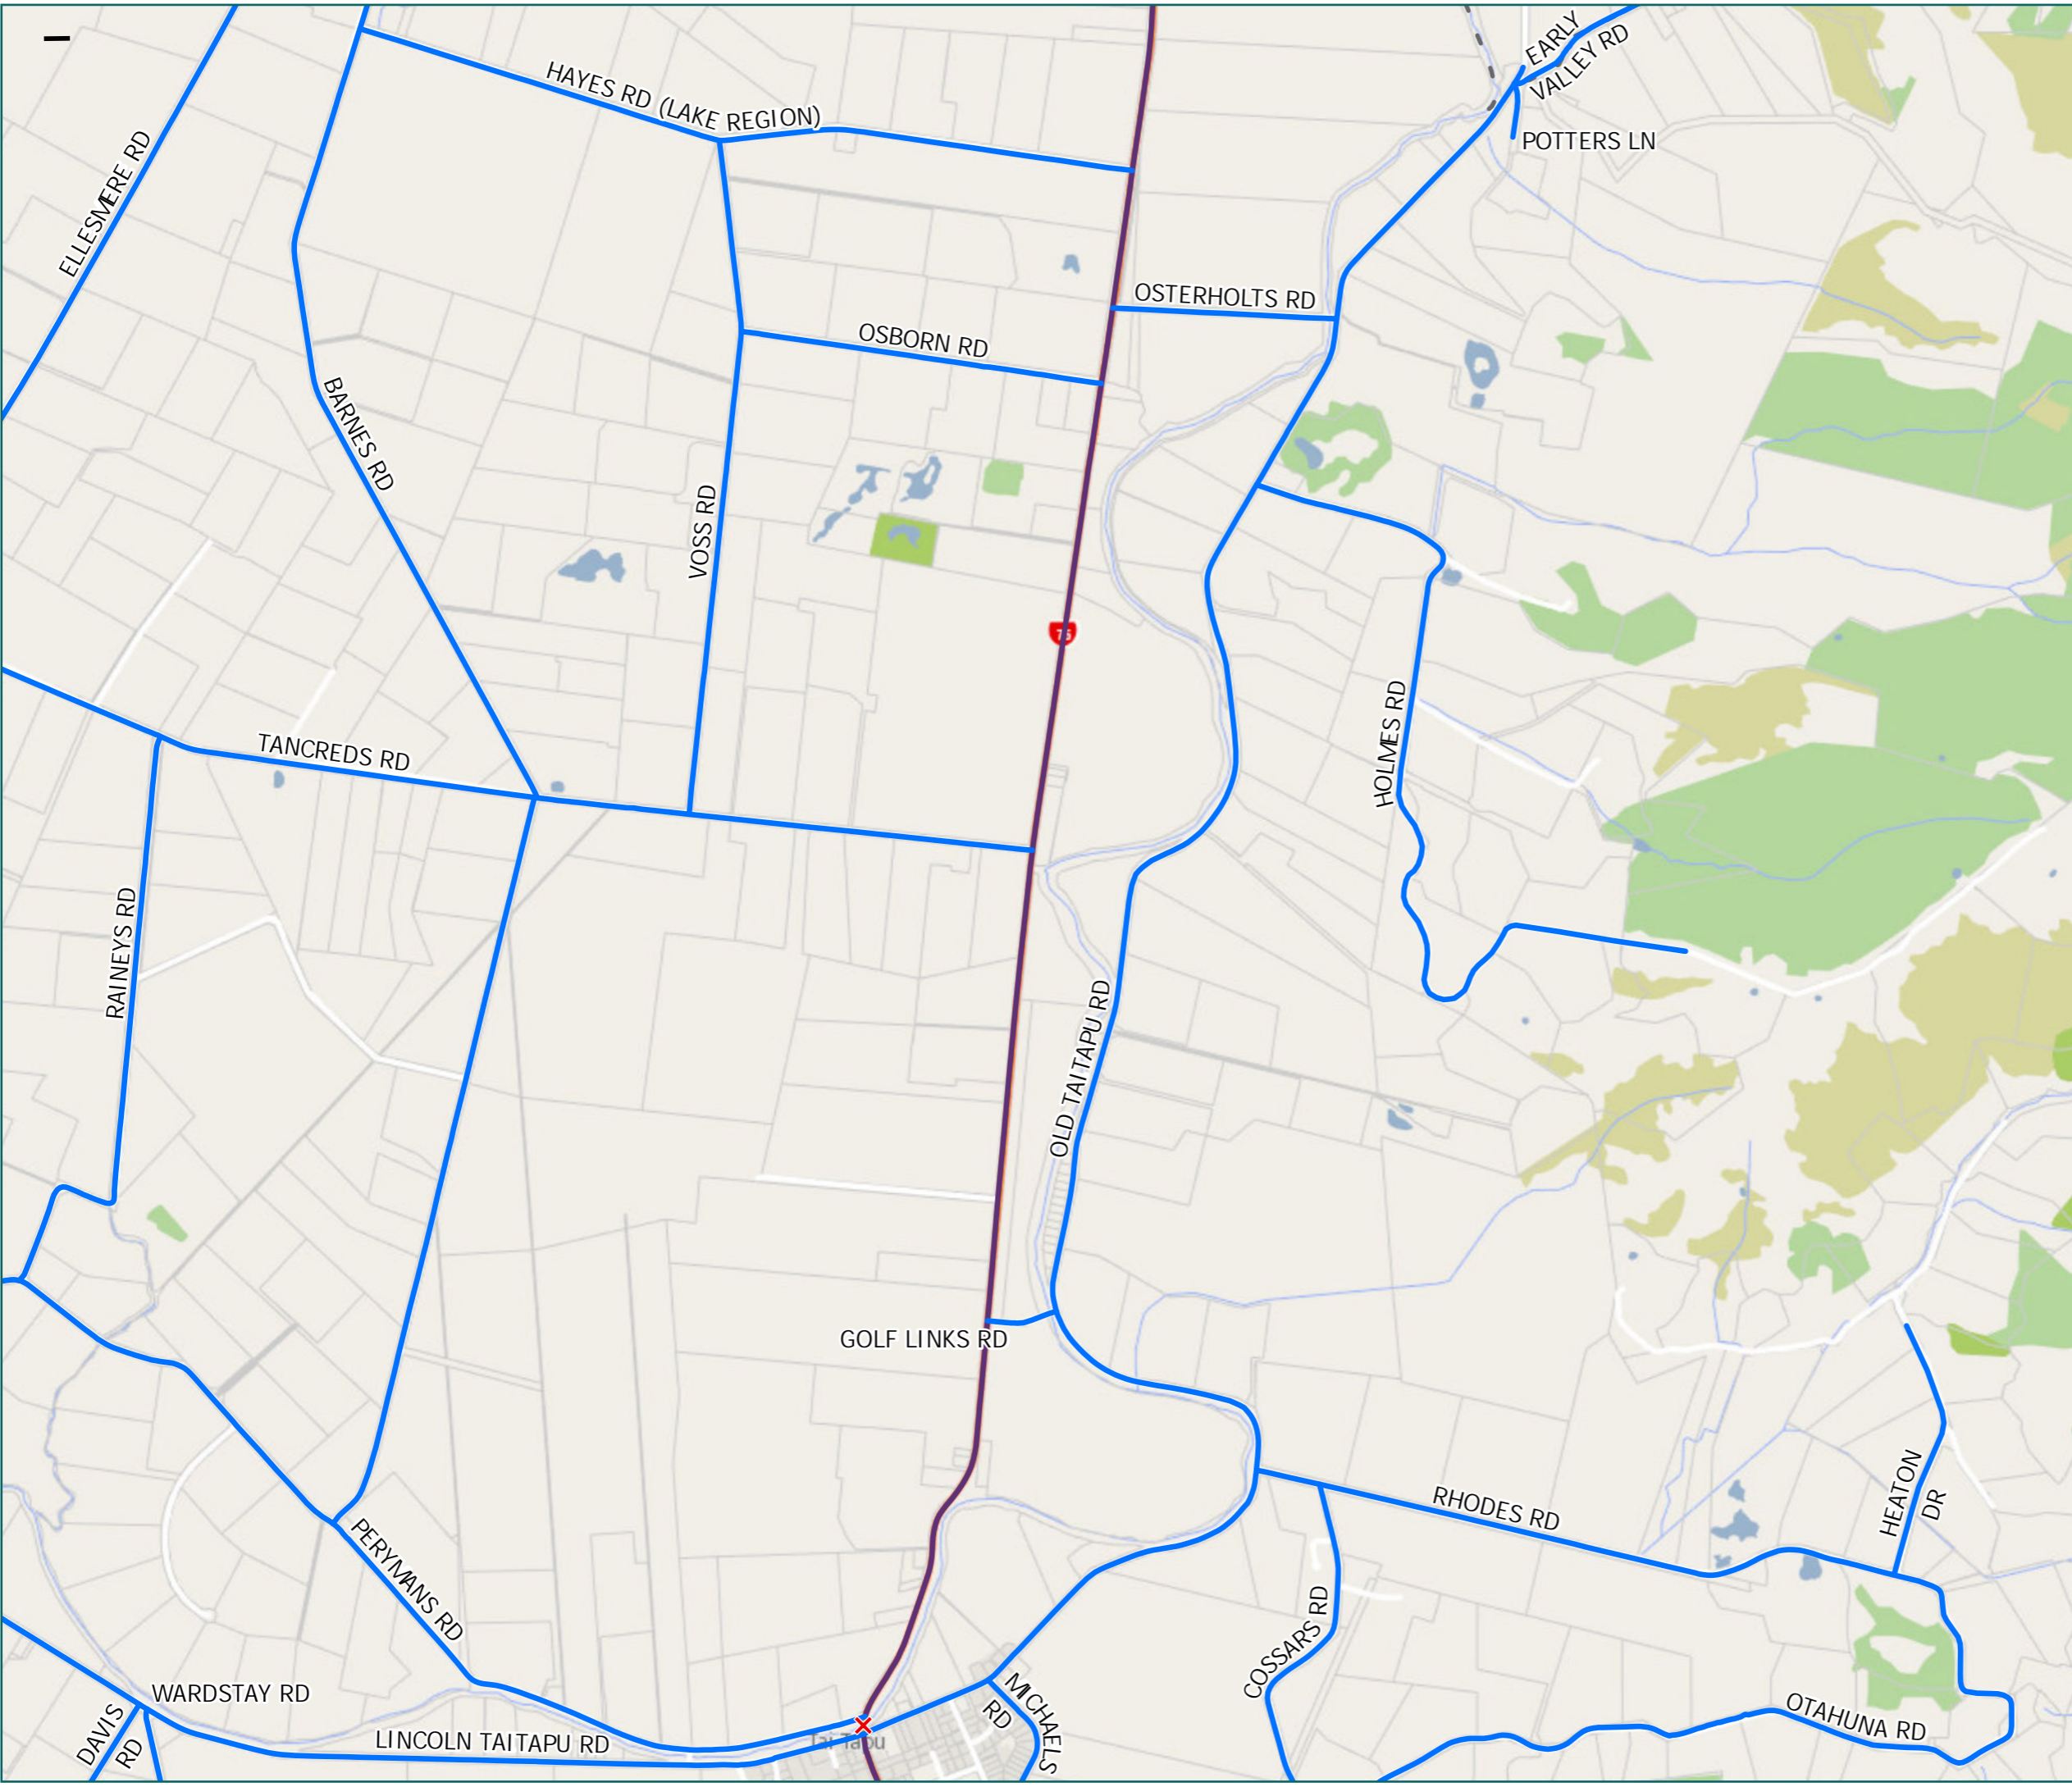 EARLY
VALLEY RD
HAYES RD (LAKE REGION)
POTTERS LN
ELLESMERE RD
OSTERHOLTS RD
OSBORN RD
BARNES RD
VOSS RD
75
HOLMES RD
TANCREDS RD
RAINEYS RD
OLD TAITAPU RD
GOLF LINKS RD
HEATON
DR
RHODES RD
PERYMANS RD
COSSARS RD
WARDSTAY RD
MICHAELS
RD
DAVIS
RD
LINCOLN TAITAPU RD
Tai Tapu
OTAHUNA RD